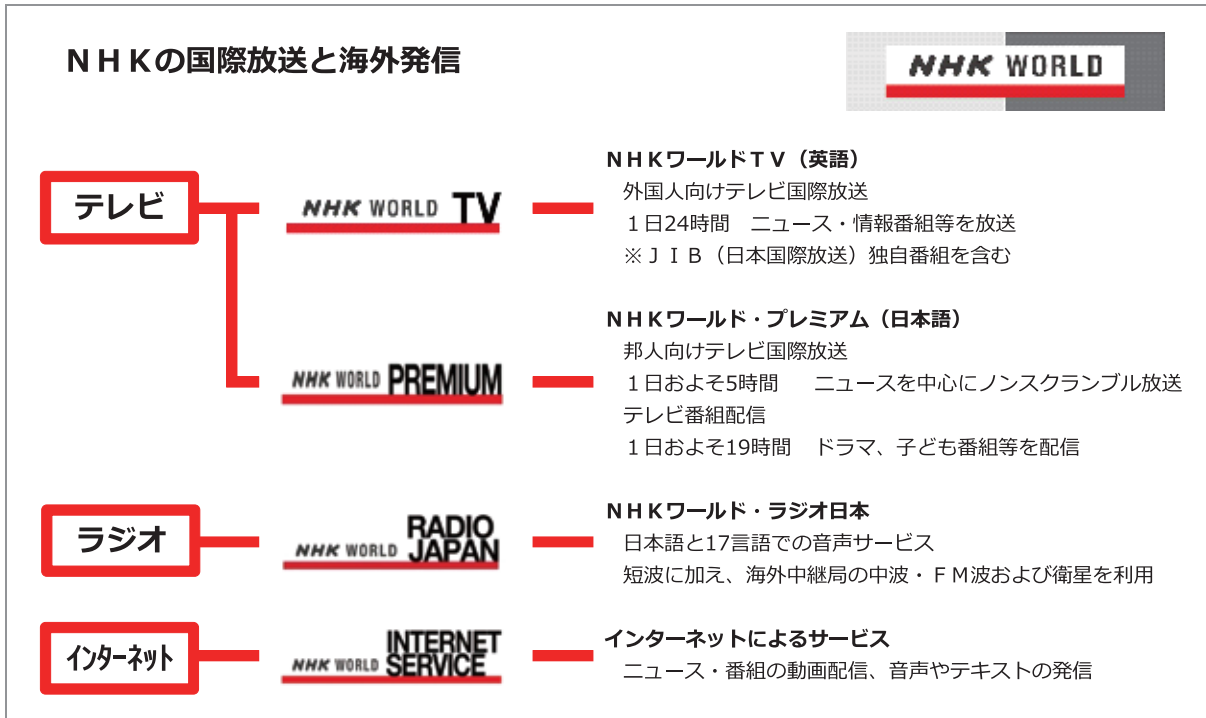 ＮＨＫの国際放送と海外発信
NHK WORLD
テレビ
NHK WORLD TV
ＮＨＫワールドＴＶ（英語）
外国人向けテレビ国際放送
１日24時間　ニュース・情報番組等を放送
※ＪＩＢ（日本国際放送）独自番組を含む
NHK WORLD PREMIUM
ＮＨＫワールド・プレミアム（日本語）
邦人向けテレビ国際放送
１日およそ5時間　　ニュースを中心にノンスクランブル放送
テレビ番組配信
１日およそ19時間　ドラマ、子ども番組等を配信
ラジオ
NHK WORLD RADIO JAPAN
ＮＨＫワールド・ラジオ日本
日本語と17言語での音声サービス
短波に加え、海外中継局の中波・ＦＭ波および衛星を利用
インターネット
NHK WORLD INTERNET SERVICE
インターネットによるサービス
ニュース・番組の動画配信、音声やテキストの発信